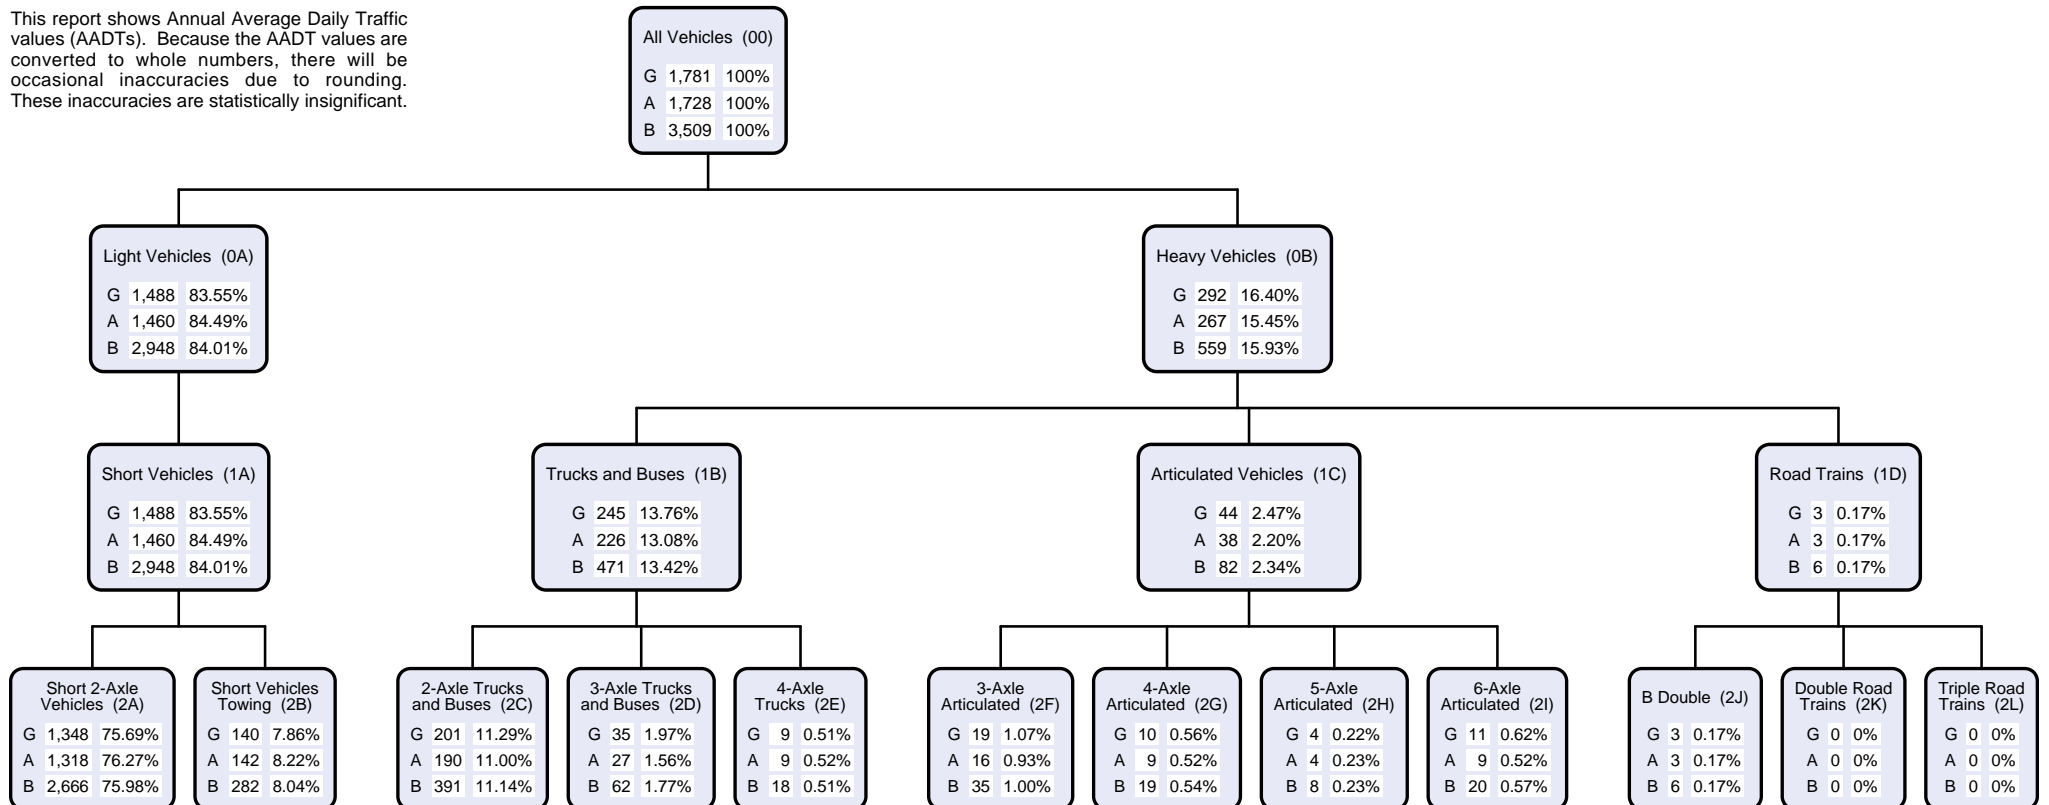 This report shows Annual Average Daily Traffic
values (AADTs). Because the AADT values are
converted to whole numbers, there will be
occasional inaccuracies due to rounding.
These inaccuracies are statistically insignificant.
All Vehicles (00)
G 1,781 100%
A 1,728 100%
B 3,509 100%
Light Vehicles (0A)
G 1,488 83.55%
A 1,460 84.49%
B 2,948 84.01%
Heavy Vehicles (0B)
G 292 16.40%
A 267 15.45%
B 559 15.93%
Short Vehicles (1A)
G 1,488 83.55%
A 1,460 84.49%
B 2,948 84.01%
Trucks and Buses (1B)
G 245 13.76%
A 226 13.08%
B 471 13.42%
Articulated Vehicles (1C)
G 44 2.47%
A 38 2.20%
B 82 2.34%
Road Trains (1D)
G 3 0.17%
A 3 0.17%
B 6 0.17%
Short 2-Axle
Vehicles (2A)
G 1,348 75.69%
A 1,318 76.27%
B 2,666 75.98%
Short Vehicles
Towing (2B)
G 140 7.86%
A 142 8.22%
B 282 8.04%
2-Axle Trucks
and Buses (2C)
G 201 11.29%
A 190 11.00%
B 391 11.14%
3-Axle Trucks
and Buses (2D)
G 35 1.97%
A 27 1.56%
B 62 1.77%
4-Axle
Trucks (2E)
G 9 0.51%
A 9 0.52%
B 18 0.51%
3-Axle
Articulated (2F)
G 19 1.07%
A 16 0.93%
B 35 1.00%
4-Axle
Articulated (2G)
G 10 0.56%
A 9 0.52%
B 19 0.54%
5-Axle
Articulated (2H)
G 4 0.22%
A 4 0.23%
B 8 0.23%
6-Axle
Articulated (2I)
G 11 0.62%
A 9 0.52%
B 20 0.57%
B Double (2J)
G 3 0.17%
A 3 0.17%
B 6 0.17%
Double Road
Trains (2K)
G 0 0%
A 0 0%
B 0 0%
Triple Road
Trains (2L)
G 0 0%
A 0 0%
B 0 0%